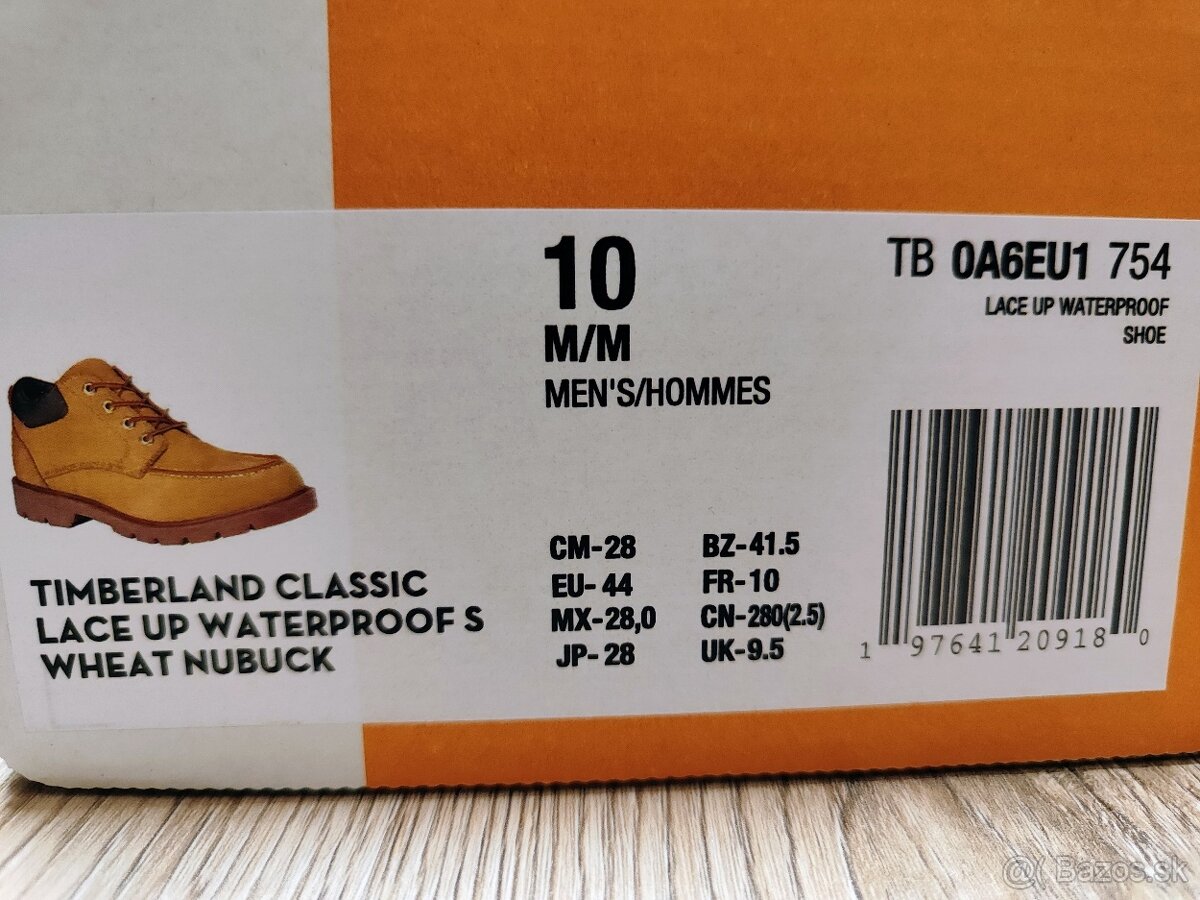 10
M/M
MEN'S/HOMMES
TB 0A6EU1 754
LACE UP WATERPROOF
SHOE
TIMBERLAND CLASSIC
LACE UP WATERPROOF S
WHEAT NUBUCK
CM-28 BZ-41.5
EU-44 FR-10
MX-28,0 CN-280(2.5)
JP-28 UK-9.5
1 97641 20918 0
@( Bazos.sk